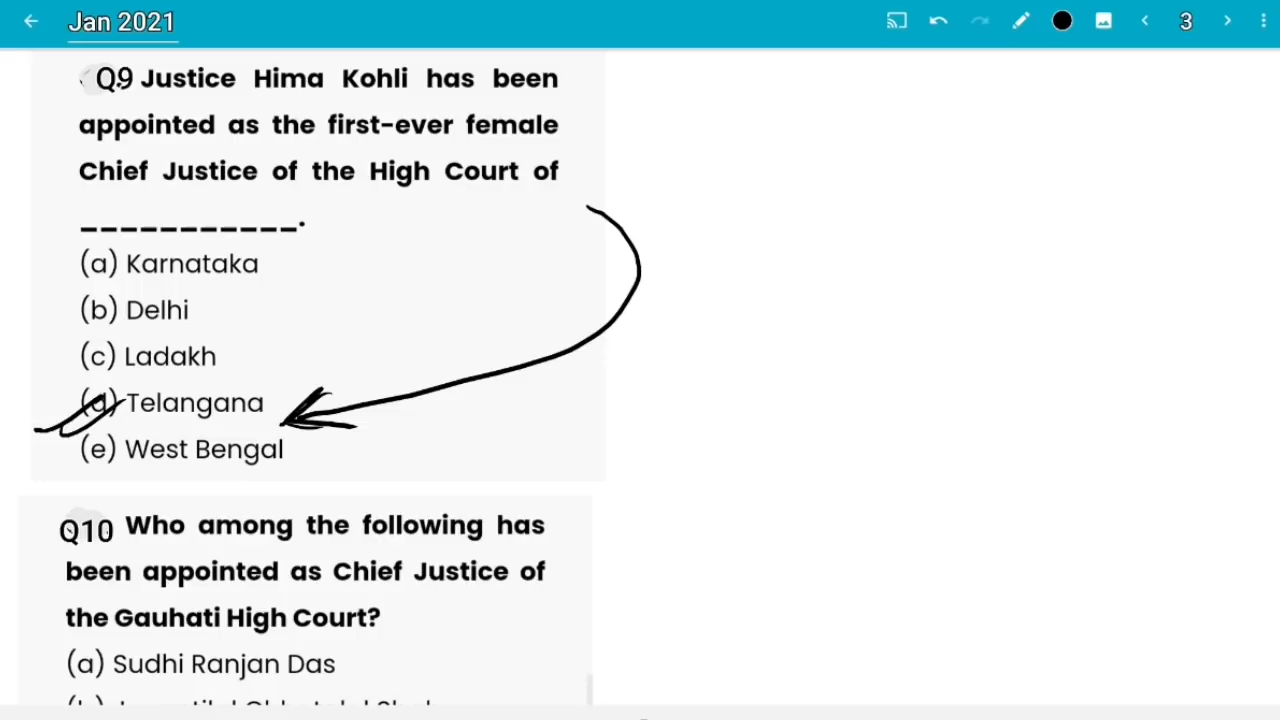 Jan 2021
3
Q9 Justice Hima Kohli has been
appointed as the first-ever female
Chief Justice of the High Court of
___________.
(a) Karnataka
(b) Delhi
(c) Ladakh
(d) Telangana
(e) West Bengal
Q10 Who among the following has
been appointed as Chief Justice of
the Gauhati High Court?
(a) Sudhi Ranjan Das